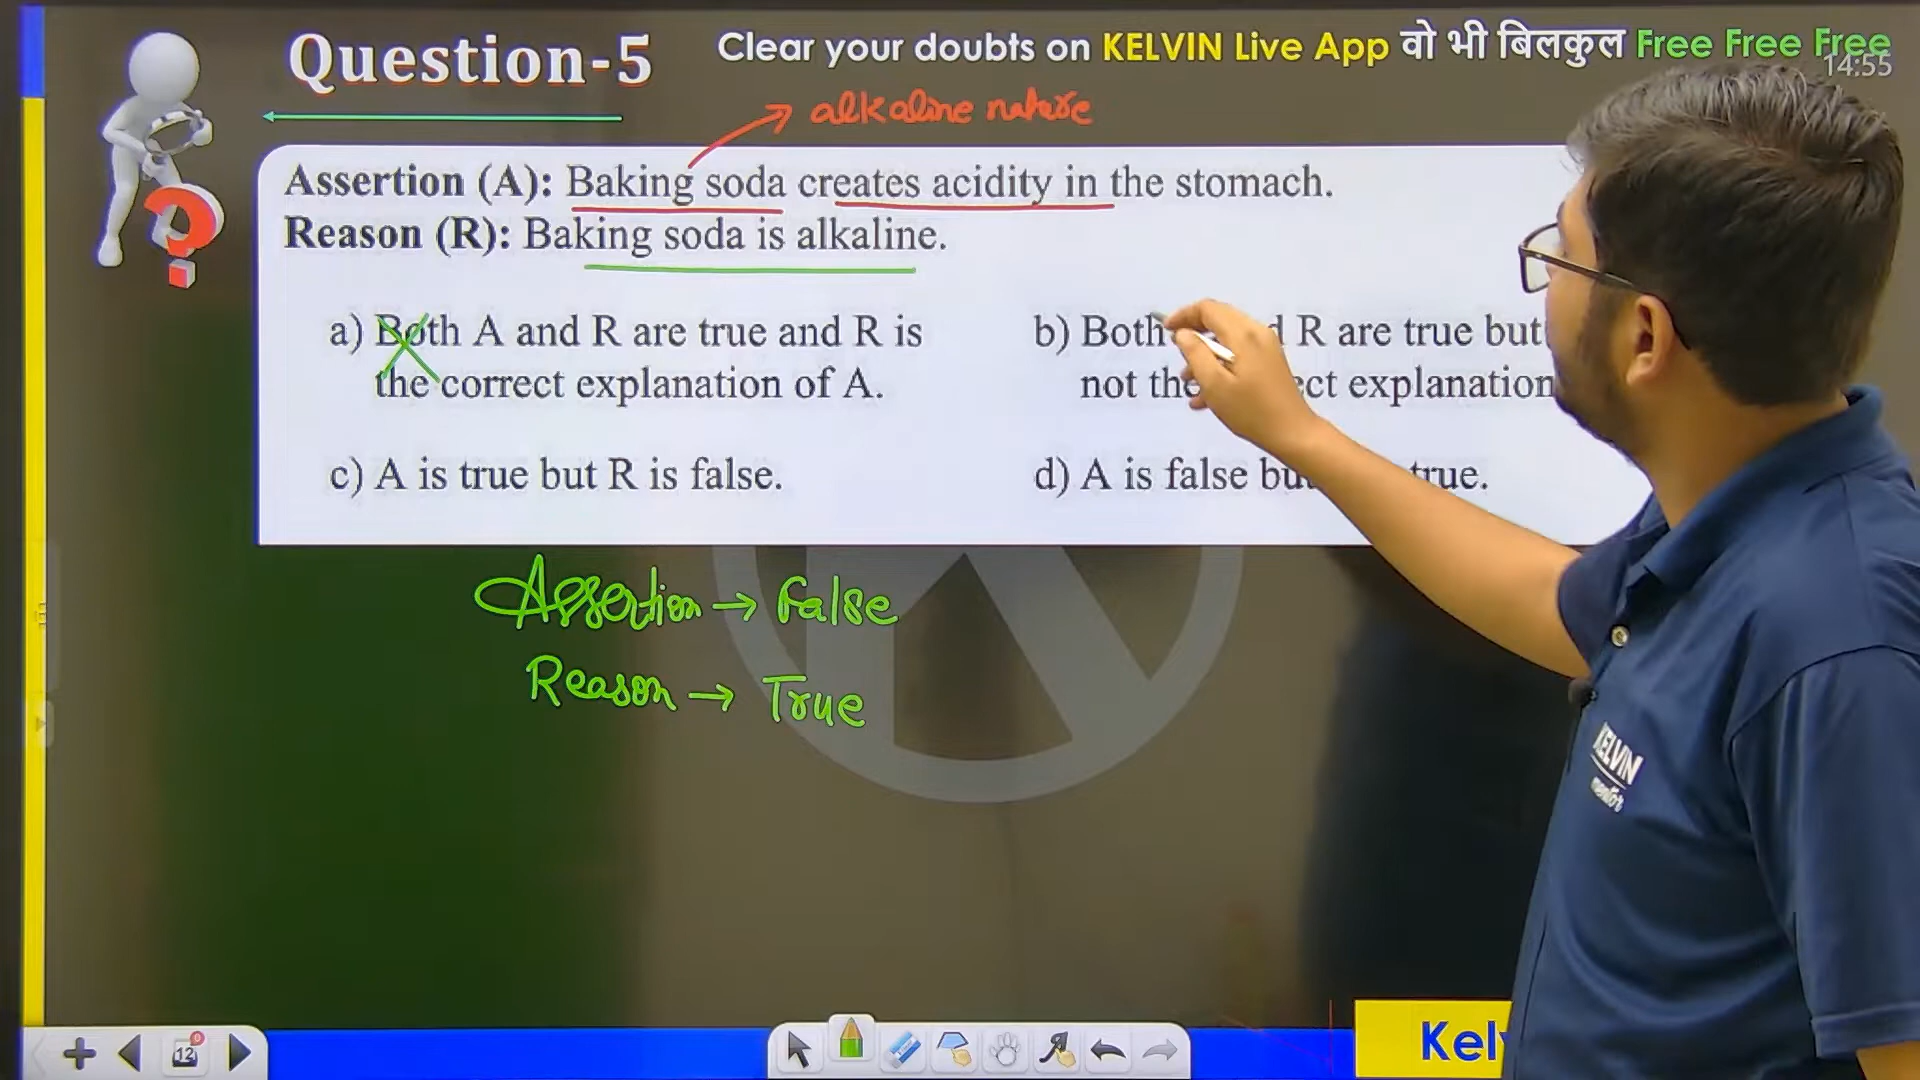 Question-5
Clear your doubts on KELVIN Live App वो भी बिलकुल Free Free Free
14:55
alkaline nature
Assertion (A): Baking soda creates acidity in the stomach.
Reason (R): Baking soda is alkaline.
a) Both A and R are true and R is
the correct explanation of A.
b) Both R are true but
not the explanation
c) A is true but R is false.
d) A is false true.
Assertion → False
Reason → True
KELVIN
mentor
12
0